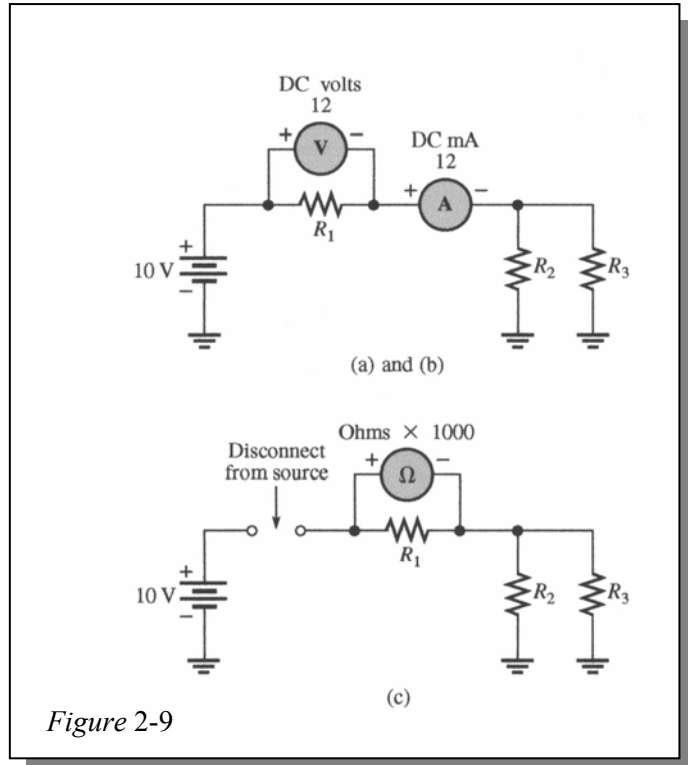 DC volts
12
+ V −
DC mA
12
+ A −
R1
+
10 V
−
R2
R3
(a) and (b)
Ohms × 1000
Disconnect
from source
+ Ω −
R1
+
10 V
−
R2
R3
(c)
Figure 2-9